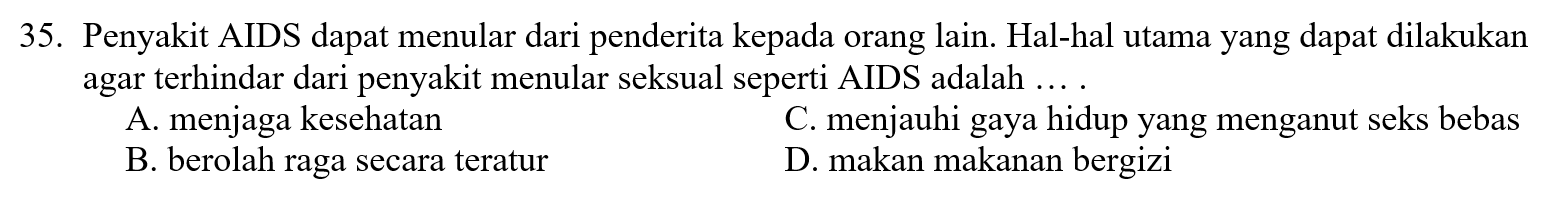 35. Penyakit AIDS dapat menular dari penderita kepada orang lain. Hal-hal utama yang dapat dilakukan
agar terhindar dari penyakit menular seksual seperti AIDS adalah … .
A. menjaga kesehatan C. menjauhi gaya hidup yang menganut seks bebas
B. berolah raga secara teratur D. makan makanan bergizi